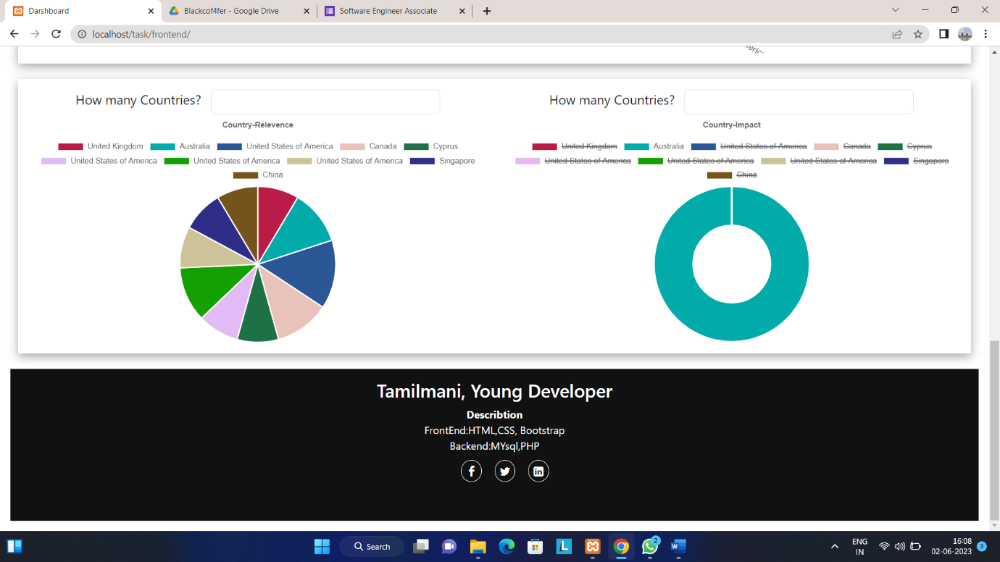 Darshboard
Blackcof4fer - Google Drive
Software Engineer Associate
localhost/task/frontend/
How many Countries?
Country-Relevence
United Kingdom Australia United States of America Canada Cyprus
United States of America United States of America United States of America Singapore
China
How many Countries?
Country-Impact
United Kingdom Australia United States of America Canada Cyprus
United States of America United States of America United States of America Singapore
China
Tamilmani, Young Developer
Describtion
FrontEnd:HTML,CSS, Bootstrap
Backend:MYsql,PHP
Search
L
W
2
ENG
IN
16:08
02-06-2023
3